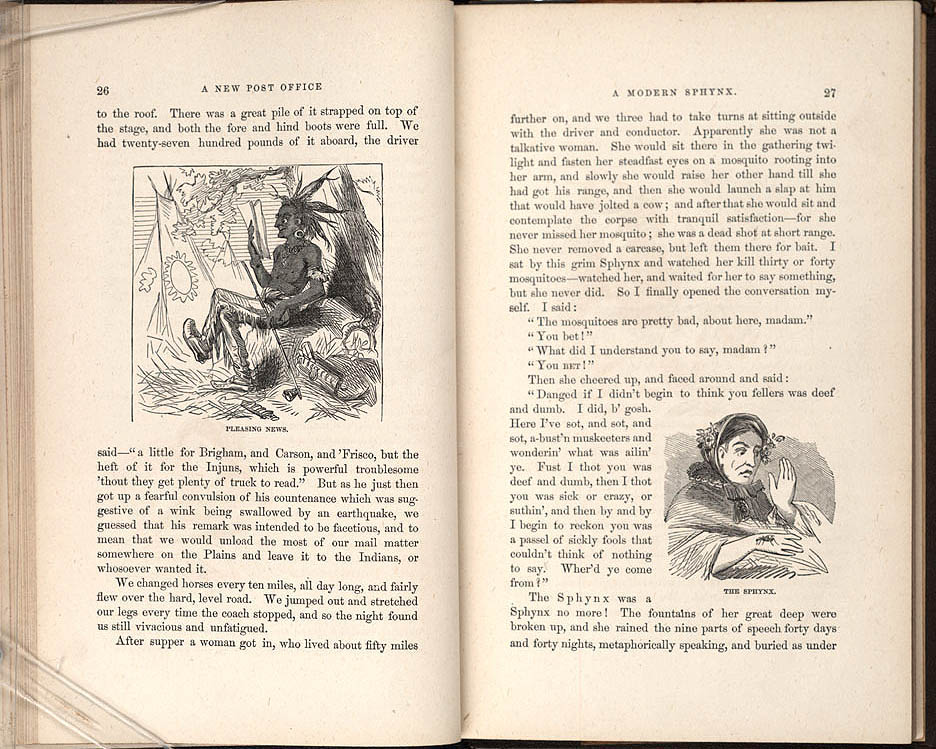 26
A NEW POST OFFICE
to the roof. There was a great pile of it strapped on top of
the stage, and both the fore and hind boots were full. We
had twenty-seven hundred pounds of it aboard, the driver
PLEASING NEWS.
said—“a little for Brigham, and Carson, and 'Frisco, but the
heft of it for the Injuns, which is powerful troublesome
'thout they get plenty of truck to read.” But as he just then
got up a fearful convulsion of his countenance which was sug-
gestive of a wink being swallowed by an earthquake, we
guessed that his remark was intended to be facetious, and to
mean that we would unload the most of our mail matter
somewhere on the Plains and leave it to the Indians, or
whosoever wanted it.
We changed horses every ten miles, all day long, and fairly
flew over the hard, level road. We jumped out and stretched
our legs every time the coach stopped, and so the night found
us still vivacious and unfatigued.
After supper a woman got in, who lived about fifty miles
A MODERN SPHYNX.
27
further on, and we three had to take turns at sitting outside
with the driver and conductor. Apparently she was not a
talkative woman. She would sit there in the gathering twi-
light and fasten her steadfast eyes on a mosquito rooting into
her arm, and slowly she would raise her other hand till she
had got his range, and then she would launch a slap at him
that would have jolted a cow; and after that she would sit and
contemplate the corpse with tranquil satisfaction—for she
never missed her mosquito; she was a dead shot at short range.
She never removed a carcase, but left them there for bait. I
sat by this grim Sphynx and watched her kill thirty or forty
mosquitoes—watched her, and waited for her to say something,
but she never did. So I finally opened the conversation my-
self. I said:
“The mosquitoes are pretty bad, about here, madam.”
“You bet!”
“What did I understand you to say, madam?”
“YOU BET!”
Then she cheered up, and faced around and said:
“Danged if I didn't begin to think you fellers was deef
and dumb. I did, b' gosh.
Here I've sot, and sot, and
sot, a-bust'n muskeeters and
wonderin' what was ailin'
ye. Fust I thot you was
deef and dumb, then I thot
you was sick or crazy, or
suthin', and then by and by
I begin to reckon you was
a passel of sickly fools that
couldn't think of nothing
to say. Wher'd ye come
from?”
THE SPHYNX.
The Sphynx was a
Sphynx no more! The fountains of her great deep were
broken up, and she rained the nine parts of speech forty days
and forty nights, metaphorically speaking, and buried us under